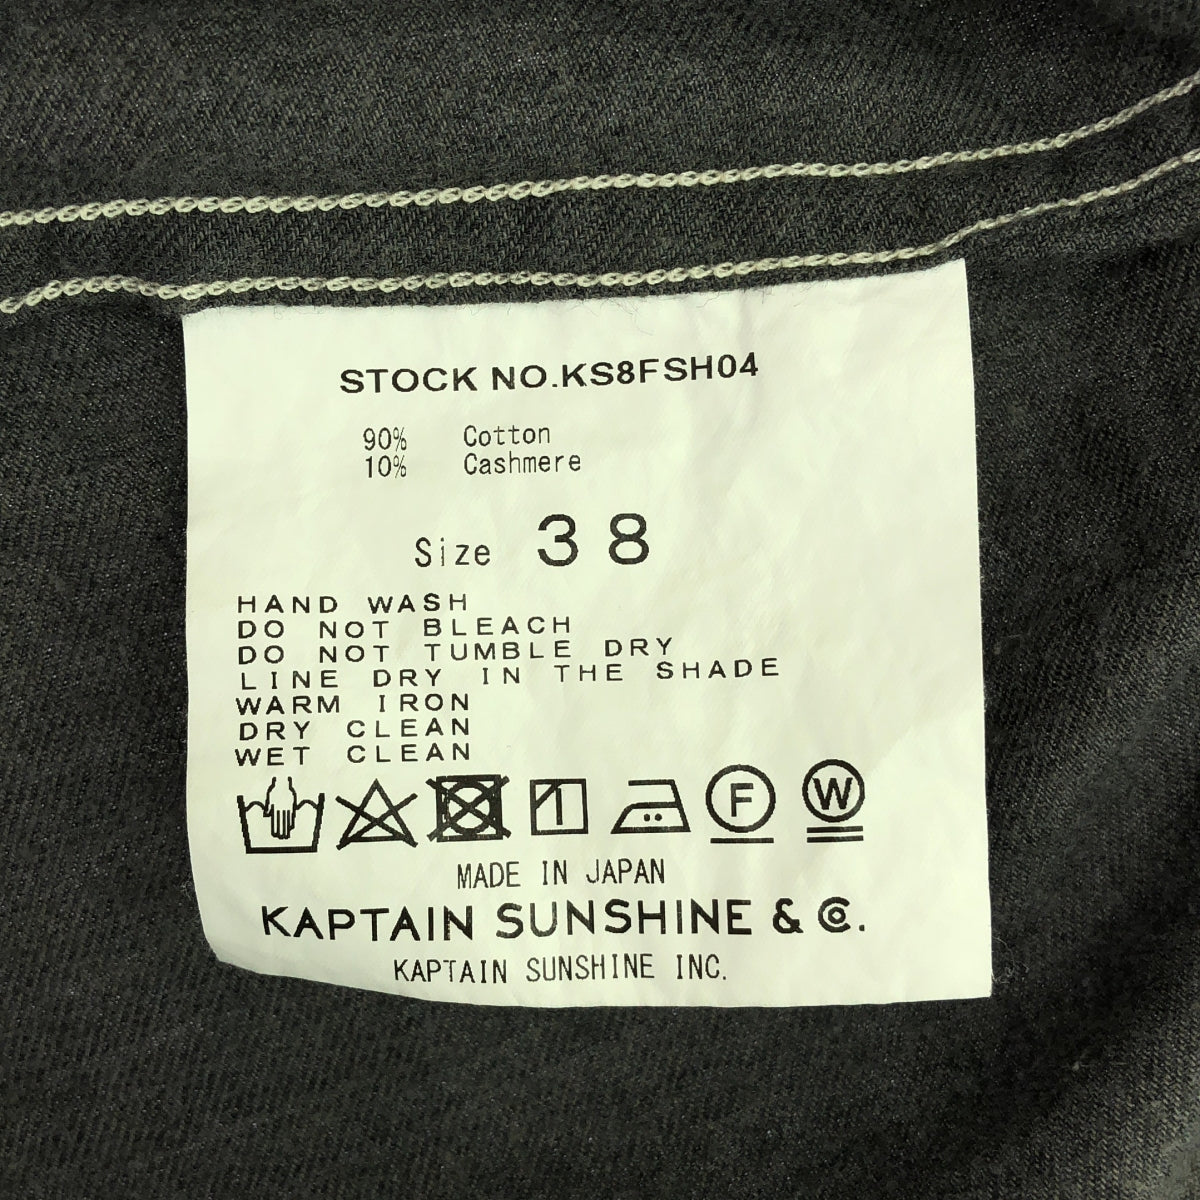 STOCK NO.KS8FSH04
90% Cotton
10% Cashmere
Size 38
HAND WASH
DO NOT BLEACH
DO NOT TUMBLE DRY
LINE DRY IN THE SHADE
WARM IRON
DRY CLEAN
WET CLEAN
F W
MADE IN JAPAN
KAPTAIN SUNSHINE & Co.
KAPTAIN SUNSHINE INC.